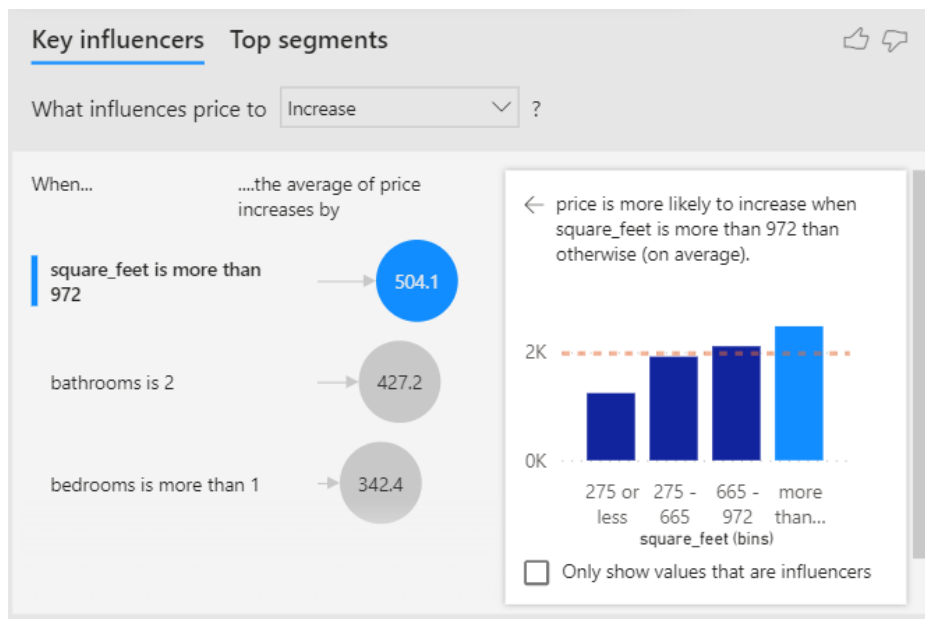 Key influencers Top segments
What influences price to Increase ?
When...
....the average of price
increases by
square_feet is more than
972
504.1
bathrooms is 2
427.2
bedrooms is more than 1
342.4
price is more likely to increase when
square_feet is more than 972 than
otherwise (on average).
2K
0K
275 or 275 - 665 - more
less 665 972 than...
square_feet (bins)
Only show values that are influencers